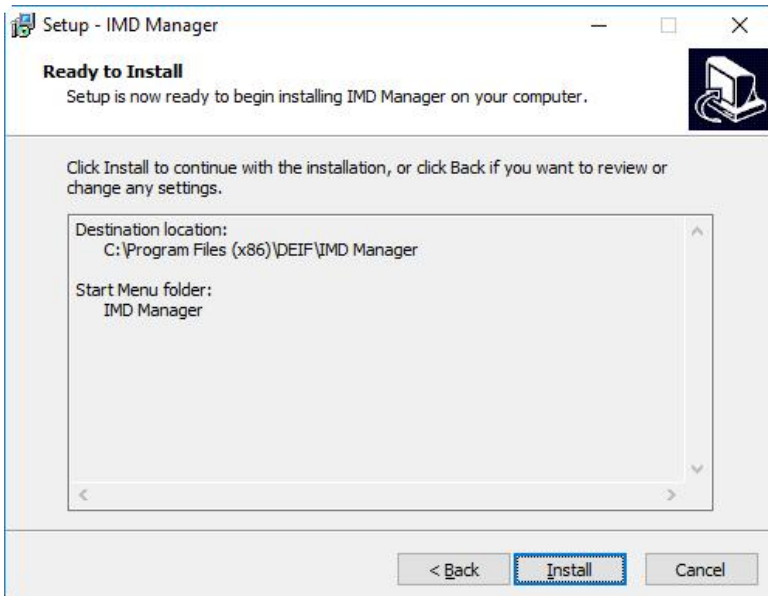 Setup - IMD Manager
Ready to Install
Setup is now ready to begin installing IMD Manager on your computer.
Click Install to continue with the installation, or click Back if you want to review or
change any settings.
Destination location:
C:\Program Files (x86)\DEIF\IMD Manager
Start Menu folder:
IMD Manager
< Back
Install
Cancel